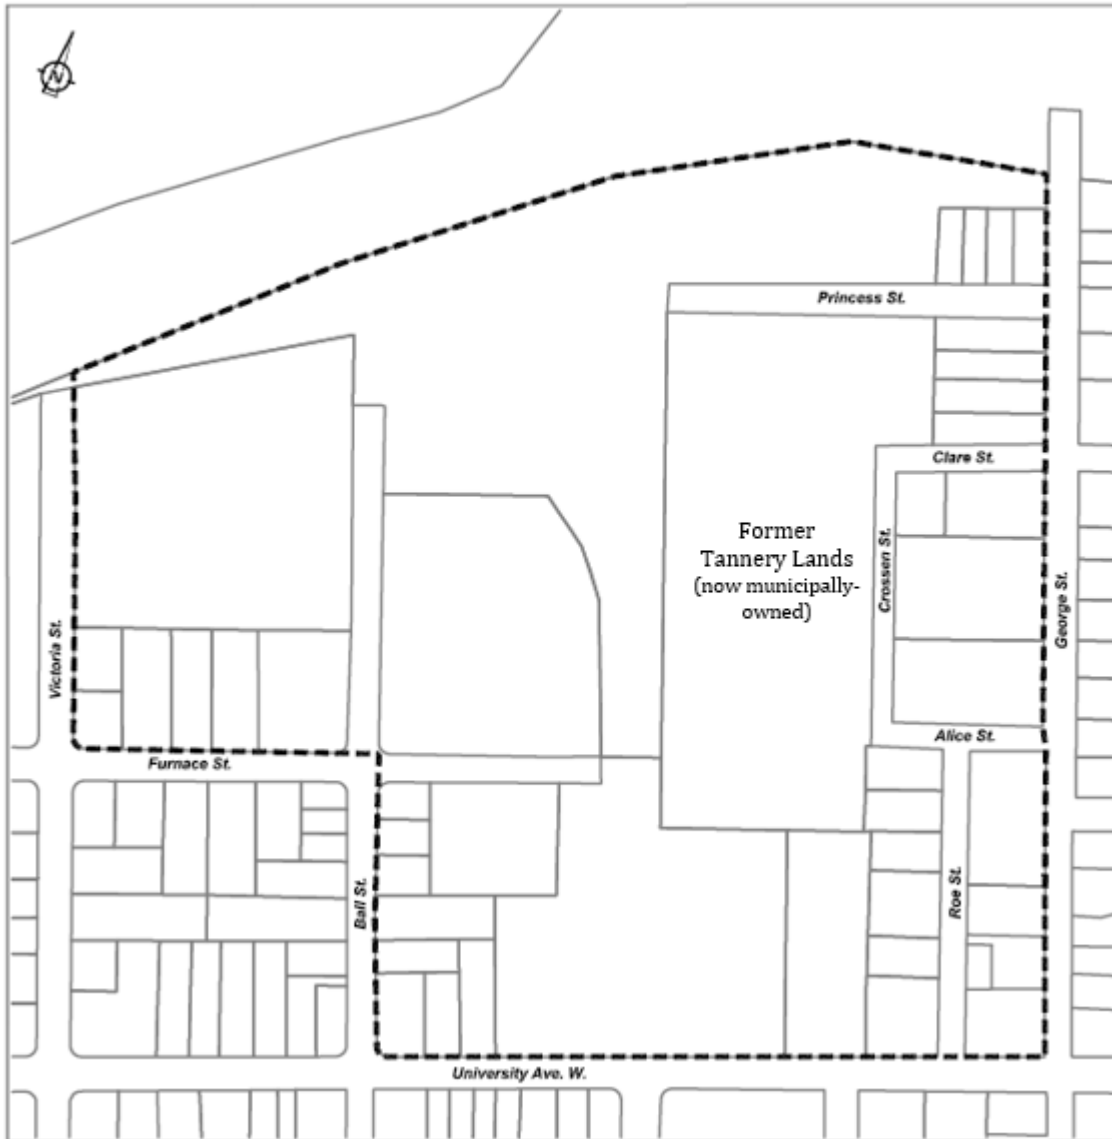 N
Princess St.
Clare St.
Former
Tannery Lands
(now municipally-
owned)
Crossen St.
George St.
Victoria St.
Alice St.
Furnace St.
Roe St.
Ball St.
University Ave. W.